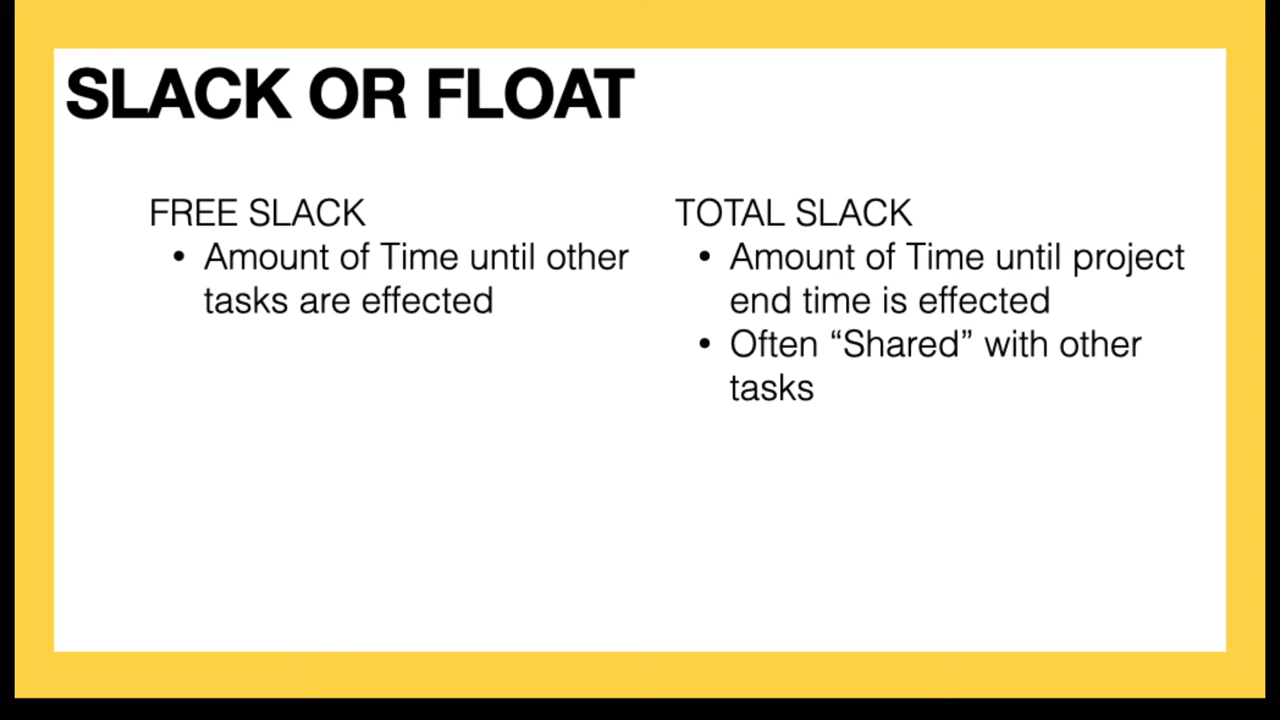 SLACK OR FLOAT
FREE SLACK
• Amount of Time until other
tasks are effected
TOTAL SLACK
• Amount of Time until project
end time is effected
• Often “Shared” with other
tasks